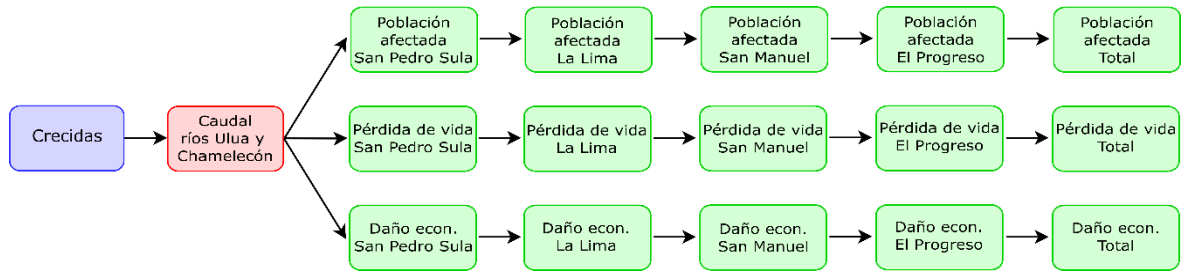 Población
afectada
San Pedro Sula
Población
afectada
La Lima
Población
afectada
San Manuel
Población
afectada
El Progreso
Población
afectada
Total
Crecidas
Caudal
ríos Ulua y
Chamelecón
Pérdida de vida
San Pedro Sula
Pérdida de vida
La Lima
Pérdida de vida
San Manuel
Pérdida de vida
El Progreso
Pérdida de vida
Total
Daño econ.
San Pedro Sula
Daño econ.
La Lima
Daño econ.
San Manuel
Daño econ.
El Progreso
Daño econ.
Total